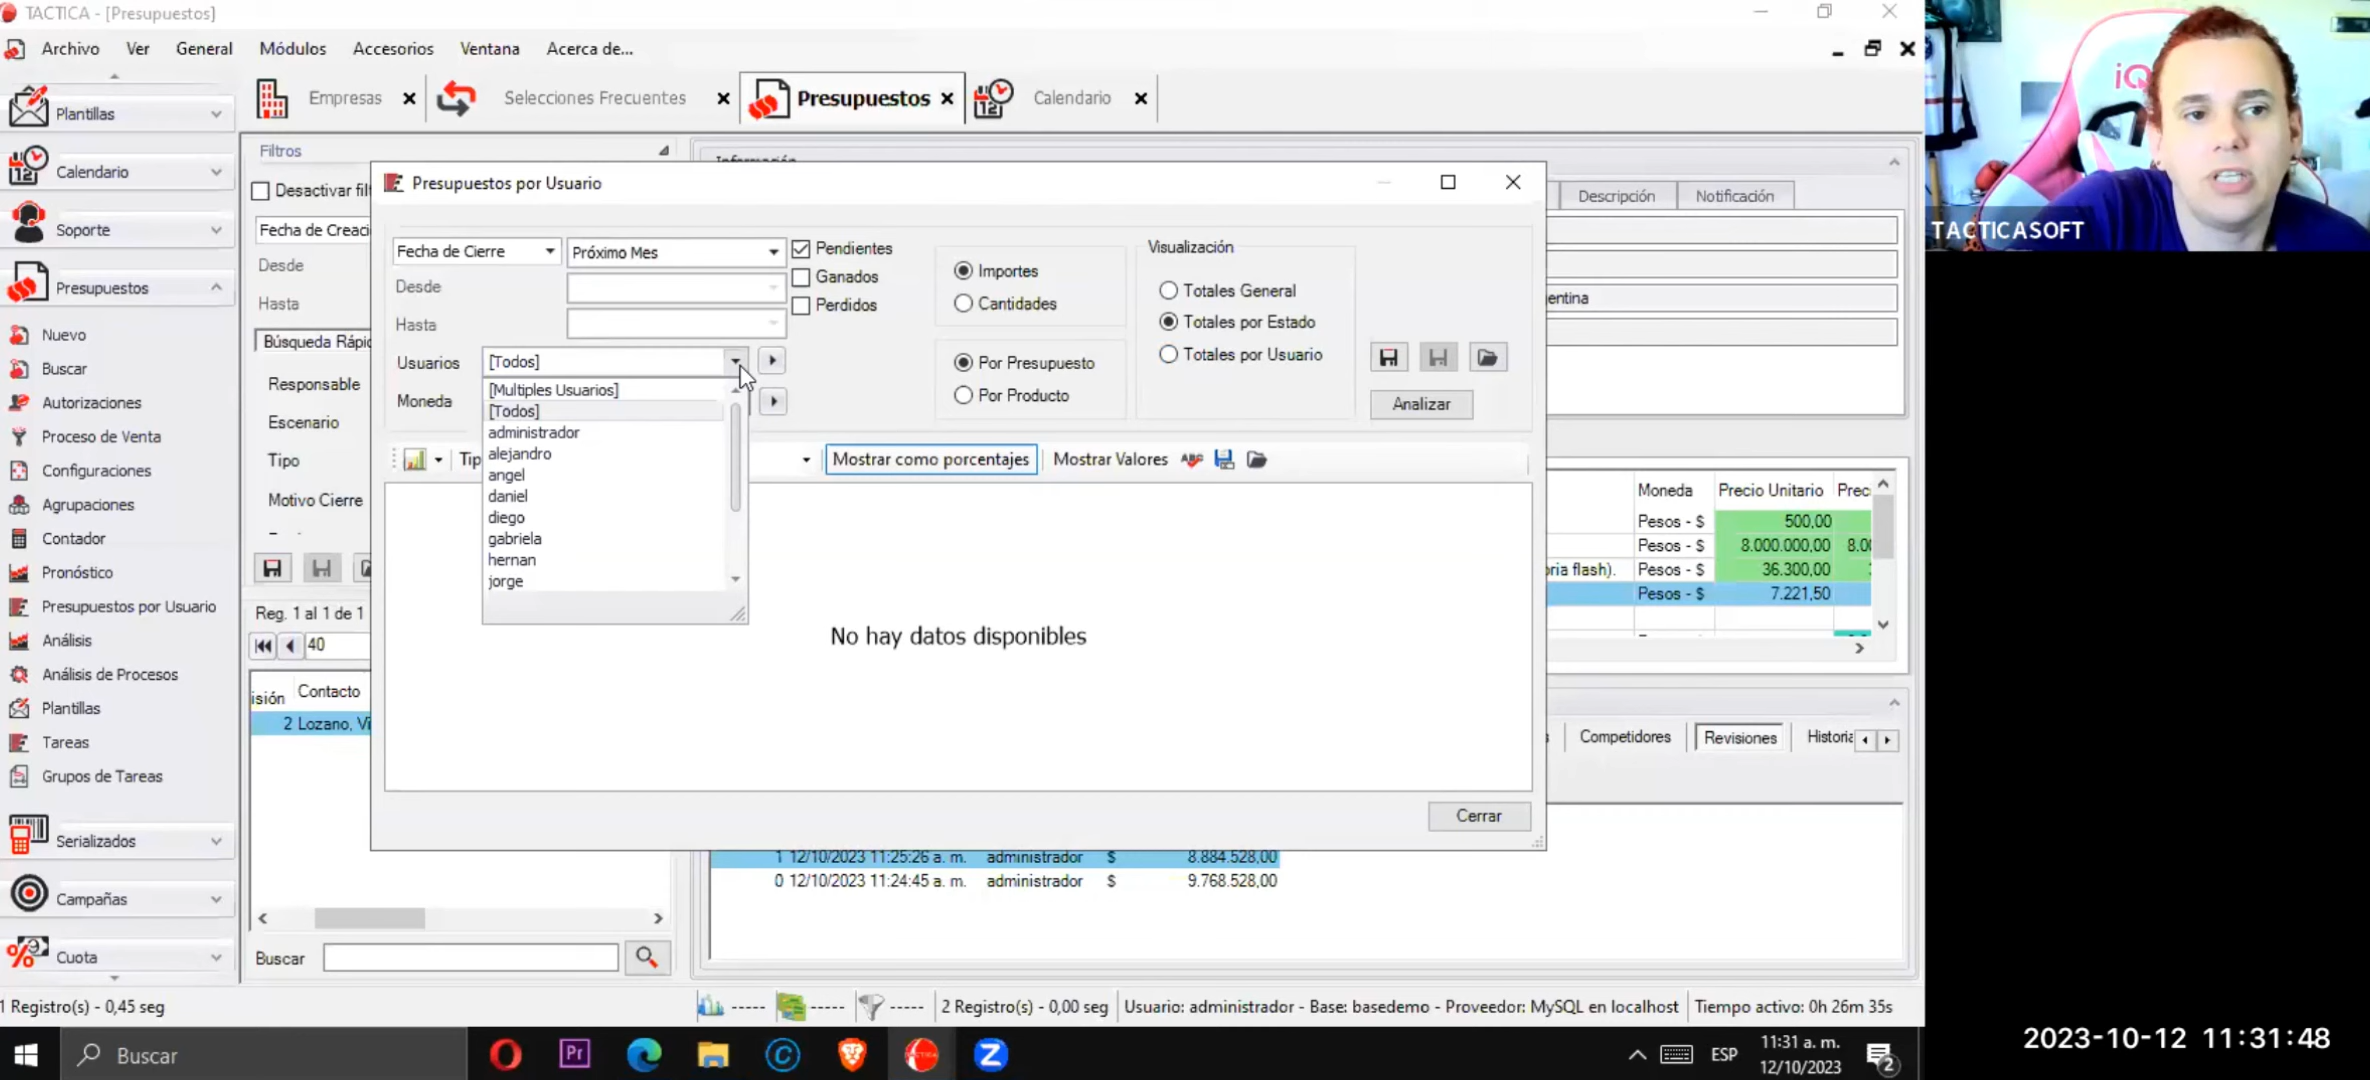 TACTICA - [Presupuestos]
Archivo Ver General Módulos Accesorios Ventana Acerca de...
Plantillas
Calendario
Soporte
Presupuestos
Nuevo
Buscar
Autorizaciones
Proceso de Venta
Configuraciones
Agrupaciones
Contador
Pronóstico
Presupuestos por Usuario
Análisis
Análisis de Procesos
Plantillas
Tareas
Grupos de Tareas
Serializados
Campañas
Cuota
Empresas
Selecciones Frecuentes
Presupuestos
Calendario
Filtros
Desactivar fil
Fecha de Creaci
Desde
Hasta
Búsqueda Rápi
Responsable
Escenario
Tipo
Motivo Cierre
Reg. 1 al 1 de 1
40
isión Contacto
2 Lozano, Vi
Buscar
Información
Descripción
Notificación
entina
Presupuestos por Usuario
Fecha de Cierre
Próximo Mes
Desde
Hasta
Usuarios
[Todos]
Moneda
[Multiples Usuarios]
[Todos]
administrador
alejandro
angel
daniel
diego
gabriela
hernan
jorge
Pendientes
Ganados
Perdidos
Importes
Cantidades
Por Presupuesto
Por Producto
Visualización
Totales General
Totales por Estado
Totales por Usuario
Analizar
Tip
Mostrar como porcentajes
Mostrar Valores
No hay datos disponibles
Cerrar
Moneda Precio Unitario Prec
Pesos - $ 500,00
Pesos - $ 8.000.000,00 8.00
ria flash). Pesos - $ 36.300,00
Pesos - $ 7.221,50
Competidores
Revisiones
Historia
1 12/10/2023 11:25:26 a. m. administrador $ 8.884.528,00
0 12/10/2023 11:24:45 a. m. administrador $ 9.768.528,00
1 Registro(s) - 0,45 seg
-----
-----
-----
2 Registro(s) - 0,00 seg
Usuario: administrador - Base: basedemo - Proveedor: MySQL en localhost
Tiempo activo: 0h 26m 35s
Buscar
Pr
ESP
11:31 a. m.
12/10/2023
2
iQ
TACTICASOFT
2023-10-12 11:31:48